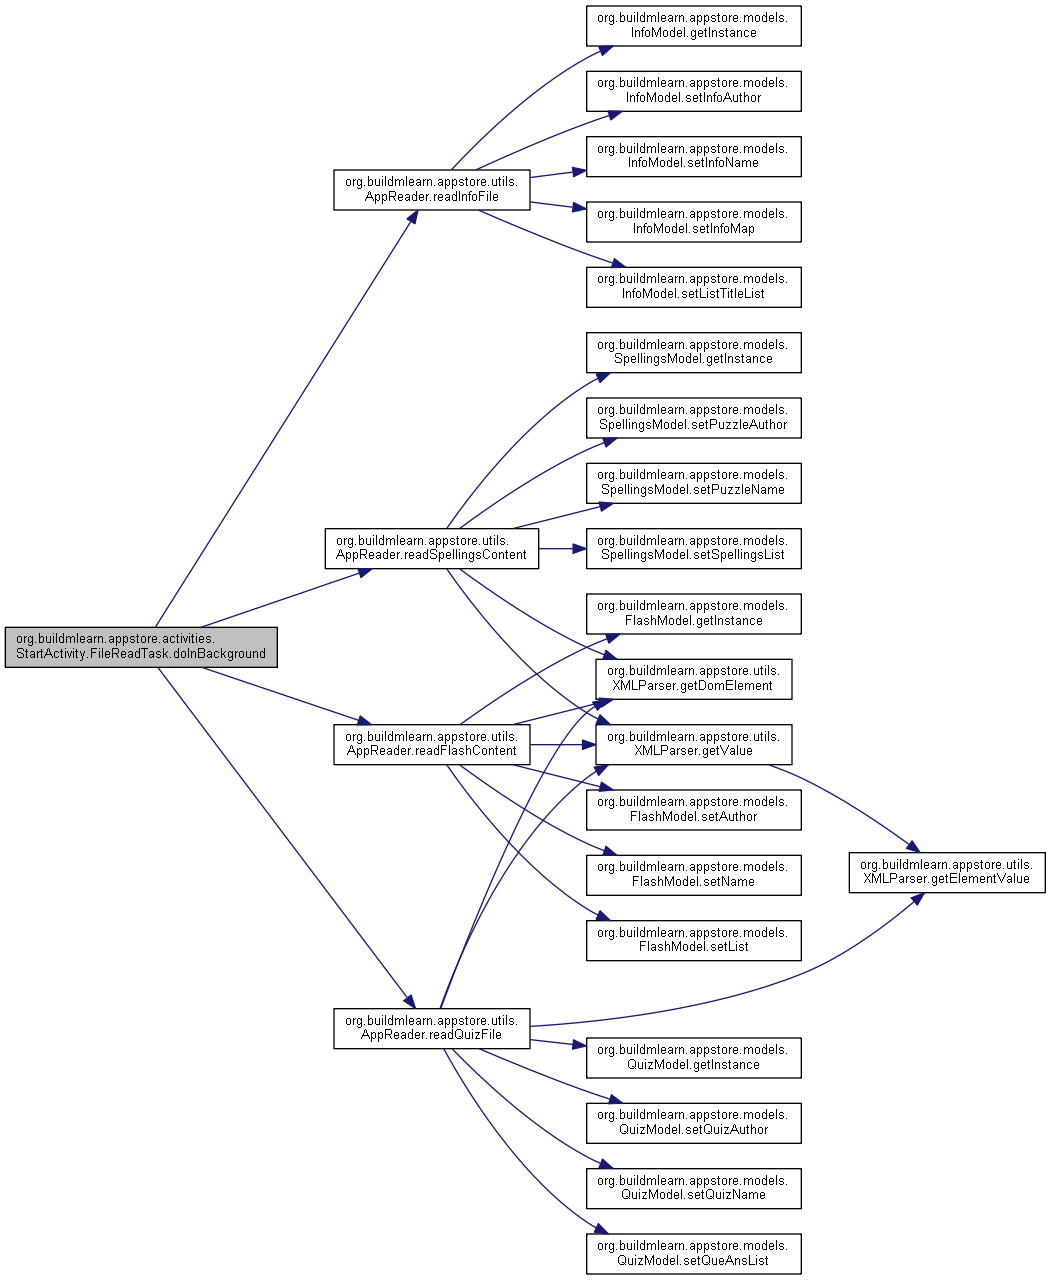 org.buildmlearn.appstore.models.
InfoModel.getInstance
org.buildmlearn.appstore.models.
InfoModel.setInfoAuthor
org.buildmlearn.appstore.models.
InfoModel.setInfoName
org.buildmlearn.appstore.utils.
AppReader.readInfoFile
org.buildmlearn.appstore.models.
InfoModel.setInfoMap
org.buildmlearn.appstore.models.
InfoModel.setListTitleList
org.buildmlearn.appstore.models.
SpellingsModel.getInstance
org.buildmlearn.appstore.models.
SpellingsModel.setPuzzleAuthor
org.buildmlearn.appstore.models.
SpellingsModel.setPuzzleName
org.buildmlearn.appstore.utils.
AppReader.readSpellingsContent
org.buildmlearn.appstore.models.
SpellingsModel.setSpellingsList
org.buildmlearn.appstore.models.
FlashModel.getInstance
org.buildmlearn.appstore.activities.
StartActivity.FileReadTask.doInBackground
org.buildmlearn.appstore.utils.
XMLParser.getDomElement
org.buildmlearn.appstore.utils.
AppReader.readFlashContent
org.buildmlearn.appstore.utils.
XMLParser.getValue
org.buildmlearn.appstore.models.
FlashModel.setAuthor
org.buildmlearn.appstore.models.
FlashModel.setName
org.buildmlearn.appstore.utils.
XMLParser.getElementValue
org.buildmlearn.appstore.models.
FlashModel.setList
org.buildmlearn.appstore.utils.
AppReader.readQuizFile
org.buildmlearn.appstore.models.
QuizModel.getInstance
org.buildmlearn.appstore.models.
QuizModel.setQuizAuthor
org.buildmlearn.appstore.models.
QuizModel.setQuizName
org.buildmlearn.appstore.models.
QuizModel.setQueAnsList